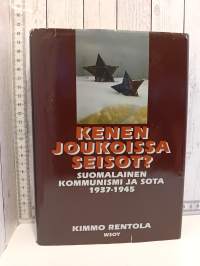 KENEN
JOUKOISSA
SEISOT?
SUOMALAINEN
KOMMUNISMI JA SOTA
1937-1945
KIMMO RENTOLA
WSOY